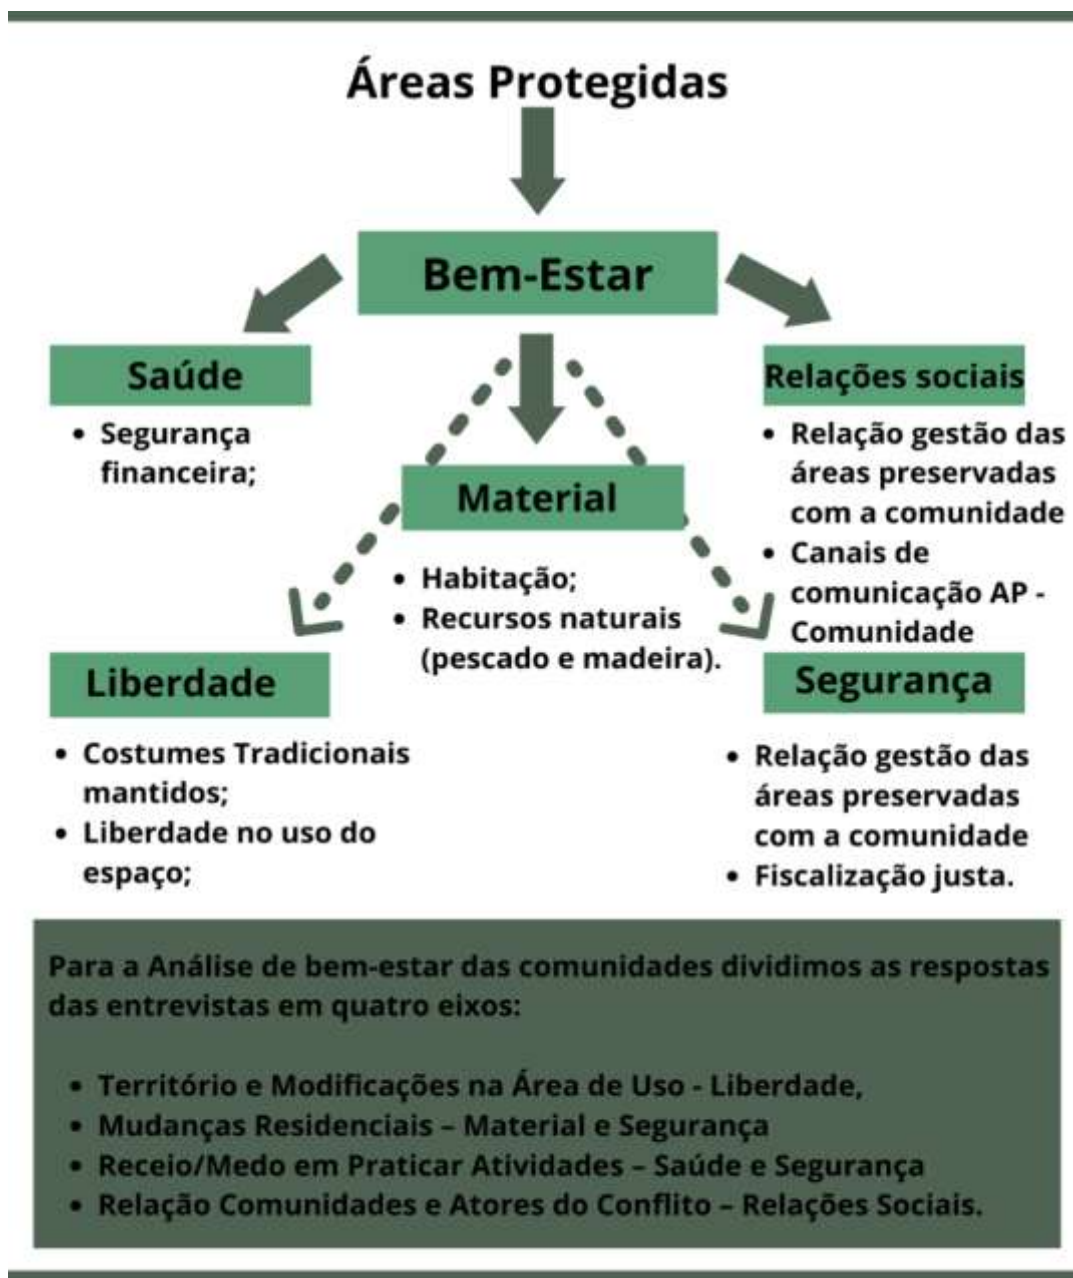 Áreas Protegidas
Bem-Estar
Saúde
• Segurança
financeira;
Material
• Habitação;
• Recursos naturais
(pescado e madeira).
Relações sociais
• Relação gestão das
áreas preservadas
com a comunidade
• Canais de
comunicação AP -
Comunidade
Liberdade
• Costumes Tradicionais
mantidos;
• Liberdade no uso do
espaço;
Segurança
• Relação gestão das
áreas preservadas
com a comunidade
• Fiscalização justa.
Para a Análise de bem-estar das comunidades dividimos as respostas
das entrevistas em quatro eixos:
• Território e Modificações na Área de Uso - Liberdade,
• Mudanças Residenciais – Material e Segurança
• Receio/Medo em Praticar Atividades – Saúde e Segurança
• Relação Comunidades e Atores do Conflito – Relações Sociais.